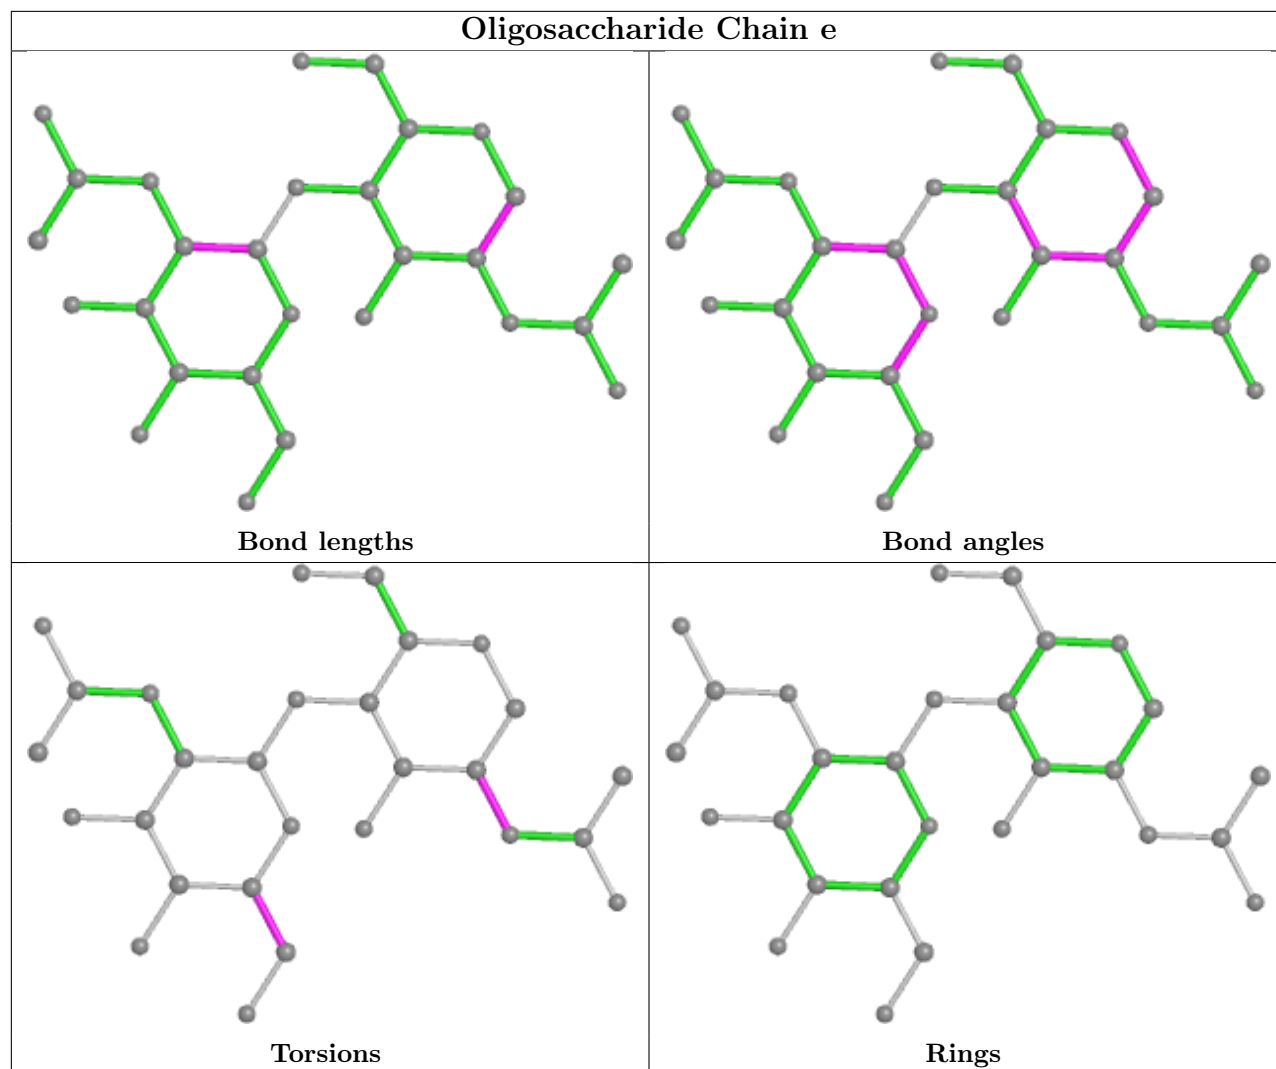 Oligosaccharide Chain e
Bond lengths
Bond angles
Torsions
Rings